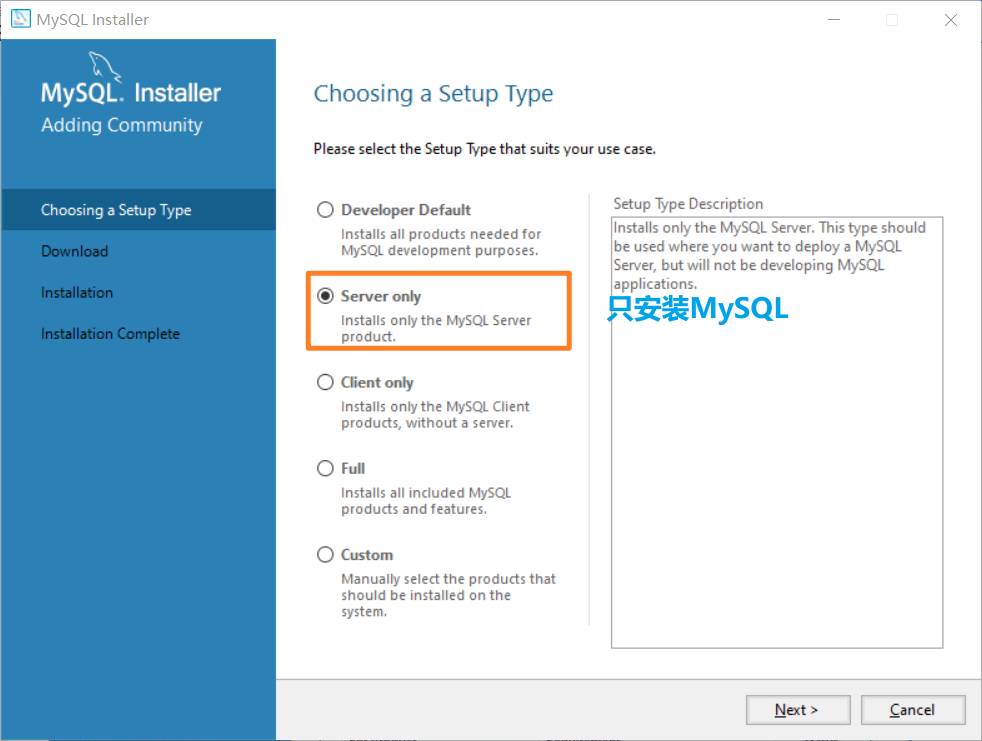 MySQL Installer
MySQL. Installer
Adding Community
Choosing a Setup Type
Download
Installation
Installation Complete
Choosing a Setup Type
Please select the Setup Type that suits your use case.
Developer Default
Installs all products needed for
MySQL development purposes.
Server only
Installs only the MySQL Server
product.
Client only
Installs only the MySQL Client
products, without a server.
Full
Installs all included MySQL
products and features.
Custom
Manually select the products that
should be installed on the
system.
Setup Type Description
Installs only the MySQL Server. This type should
be used where you want to deploy a MySQL
Server, but will not be developing MySQL
applications.
只安装MySQL
Next >
Cancel